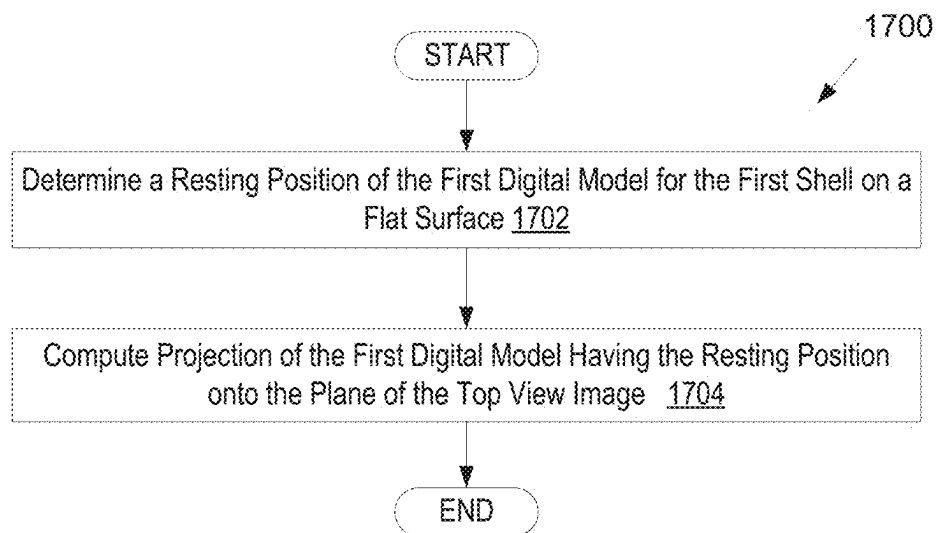 1700
START
Determine a Resting Position of the First Digital Model for the First Shell on a
Flat Surface 1702
Compute Projection of the First Digital Model Having the Resting Position
onto the Plane of the Top View Image 1704
END